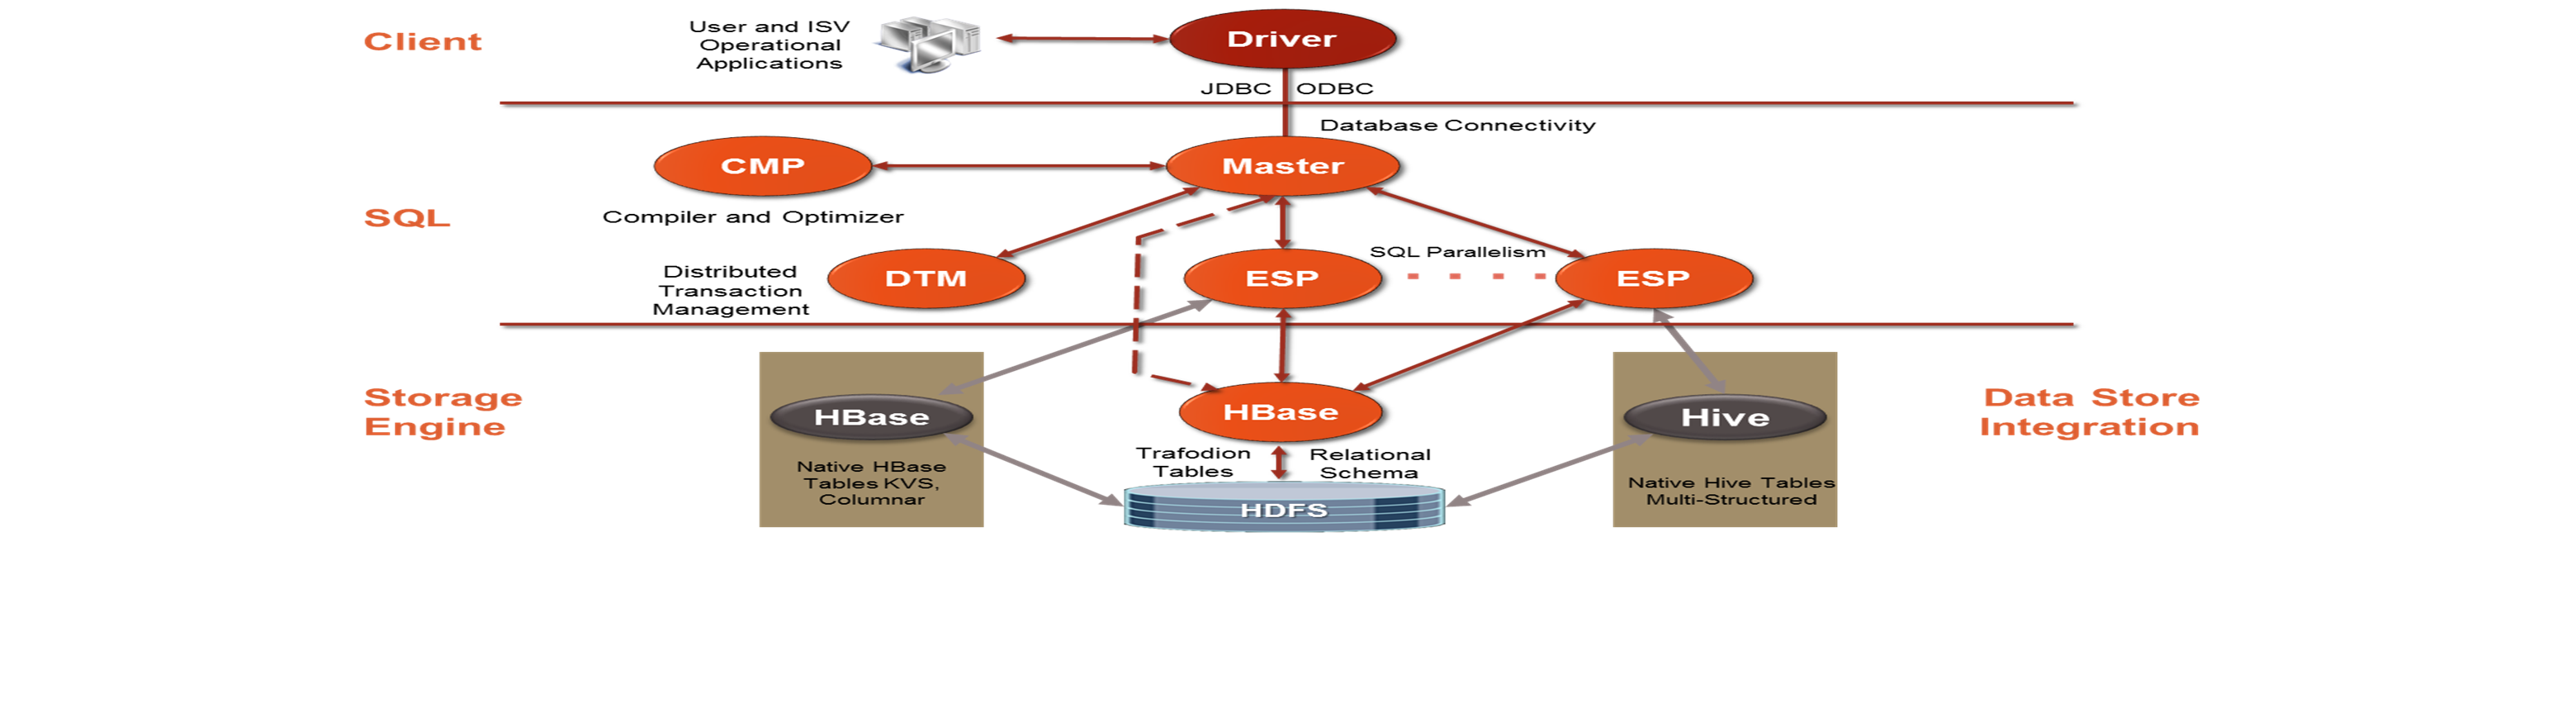 Client
User and ISV
Operational
Applications
Driver
JDBC
ODBC
Database Connectivity
SQL
CMP
Master
Compiler and Optimizer
Distributed
Transaction
Management
DTM
ESP
SQL Parallelism
ESP
Storage
Engine
HBase
Native HBase
Tables KVS,
Columnar
HBase
Trafodion
Tables
Relational
Schema
HDFS
Hive
Native Hive Tables
Multi-Structured
Data Store
Integration